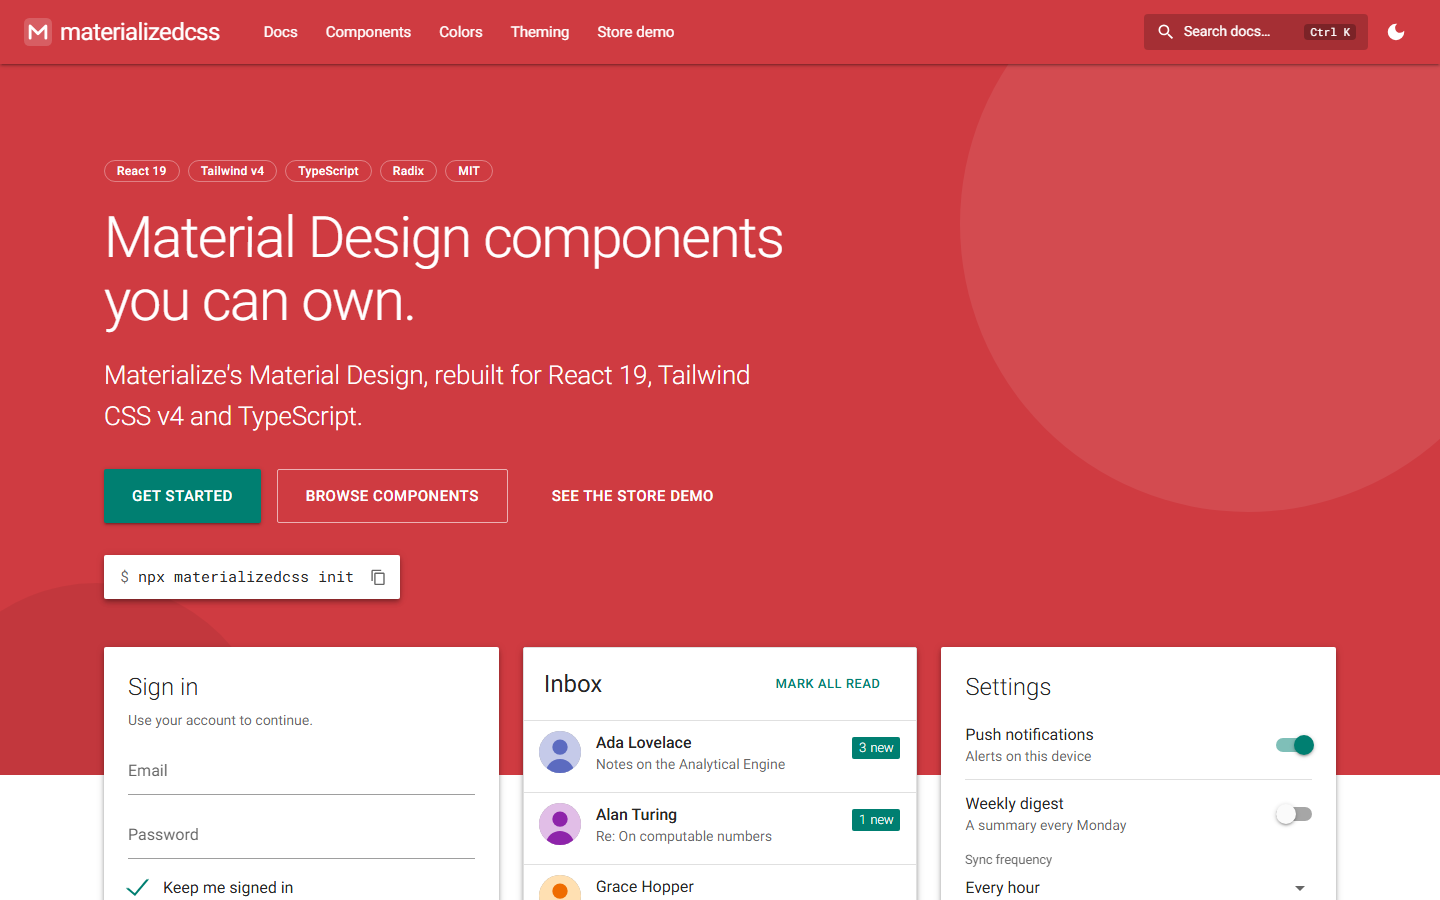 materializedcss
Docs
Components
Colors
Theming
Store demo
Search docs...
Ctrl K
React 19
Tailwind v4
TypeScript
Radix
MIT
Material Design components
you can own.
Materialize's Material Design, rebuilt for React 19, Tailwind
CSS v4 and TypeScript.
GET STARTED
BROWSE COMPONENTS
SEE THE STORE DEMO
$ npx materializedcss init
Sign in
Use your account to continue.
Email
Password
Keep me signed in
Inbox
MARK ALL READ
Ada Lovelace
3 new
Notes on the Analytical Engine
Alan Turing
1 new
Re: On computable numbers
Grace Hopper
Settings
Push notifications
Alerts on this device
Weekly digest
A summary every Monday
Sync frequency
Every hour